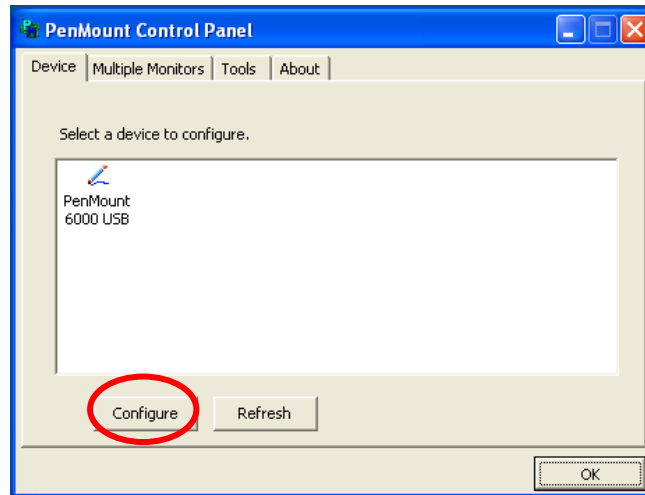 PenMount Control Panel
Device Multiple Monitors Tools About
Select a device to configure.
PenMount
6000 USB
Configure Refresh
OK